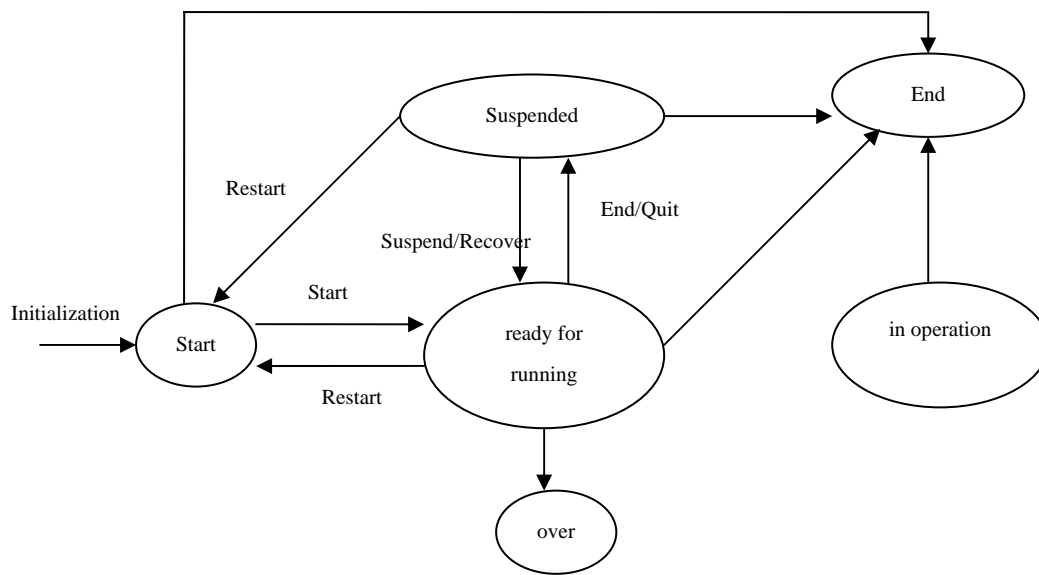 End
Suspended
Restart
End/Quit
Suspend/Recover
Start
Initialization
Start
ready for
running
in operation
Restart
over